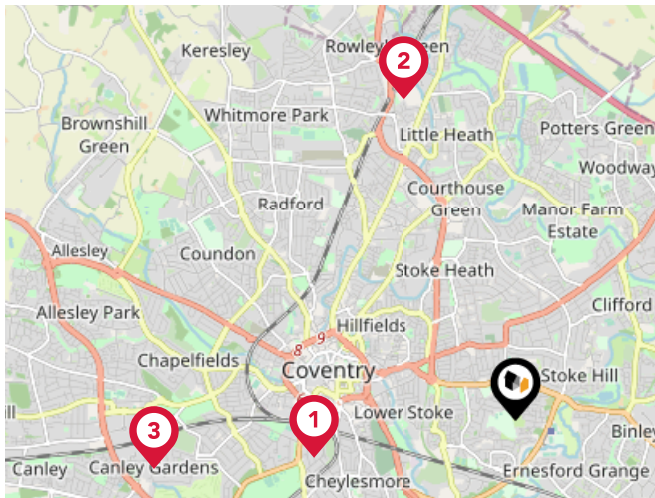 Keresley
Rowley's Green
2
Whitmore Park
Brownshill
Green
Little Heath
Potters Green
Woodway
Radford
Courthouse
Green
Manor Farm
Estate
Allesley
Coundon
Stoke Heath
Allesley Park
Clifford
Hillfields
9
8
Chapelfields
Coventry
Stoke Hill
1
Lower Stoke
3
Binley
Canley
Canley Gardens
Cheylesmore
Ernesford Grange